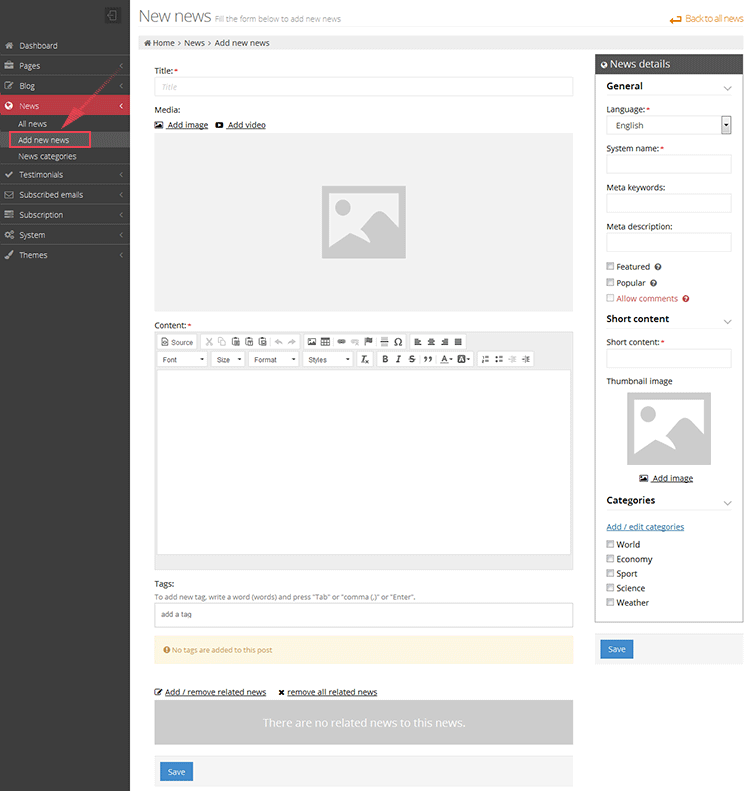 New news Fill the form below to add new news
Back to all news
Home > News > Add new news
Dashboard
Pages
Blog
News
All news
Add new news
News categories
Testimonials
Subscribed emails
Subscription
System
Themes
Title:*
Title
Media:
Add image Add video
Content:*
Source
Font Size Format Styles
Tags:
To add new tag, write a word (words) and press "Tab" or "comma (,)" or "Enter".
add a tag
No tags are added to this post
Add / remove related news remove all related news
There are no related news to this news.
Save
News details
General
Language:*
English
System name:*
Meta keywords:
Meta description:
Featured
Popular
Allow comments
Short content
Short content:*
Thumbnail image
Add image
Categories
Add / edit categories
World
Economy
Sport
Science
Weather
Save